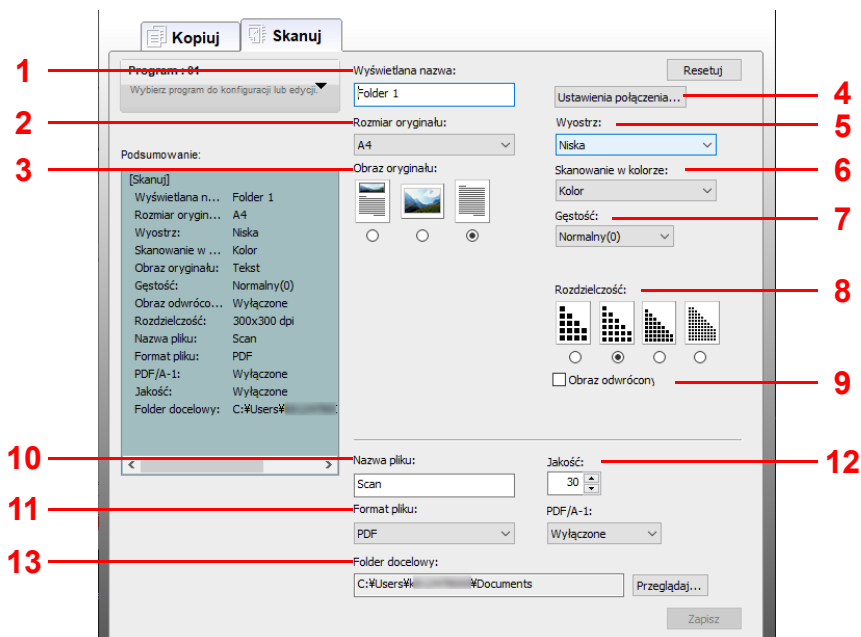 Kopiuj
Skanuj
1
Program : 01
Wybierz program do konfiguracji lub edycji.
Wyświetlana nazwa:
Folder 1
Resetuj
Ustawienia połączenia...
4
2
Rozmiar oryginału:
A4
Wyostrz:
5
Niska
3
Obraz oryginału:
Skanowanie w kolorze:
6
Kolor
Gęstość:
7
Normalny(0)
Podsumowanie:
[Skanuj]
Wyświetlana n... Folder 1
Rozmiar orygin... A4
Wyostrz: Niska
Skanowanie w ... Kolor
Obraz oryginału: Tekst
Gęstość: Normalny(0)
Obraz odwróco... Wyłączone
Rozdzielczość: 300x300 dpi
Nazwa pliku: Scan
Format pliku: PDF
PDF/A-1: Wyłączone
Jakość: Wyłączone
Folder docelowy: C:¥Users¥
Rozdzielczość:
8
Obraz odwrócony
9
10
Nazwa pliku:
Scan
Jakość:
12
30
11
Format pliku:
PDF
PDF/A-1:
Wyłączone
13
Folder docelowy:
C:¥Users¥k ¥Documents
Przeglądaj...
Zapisz